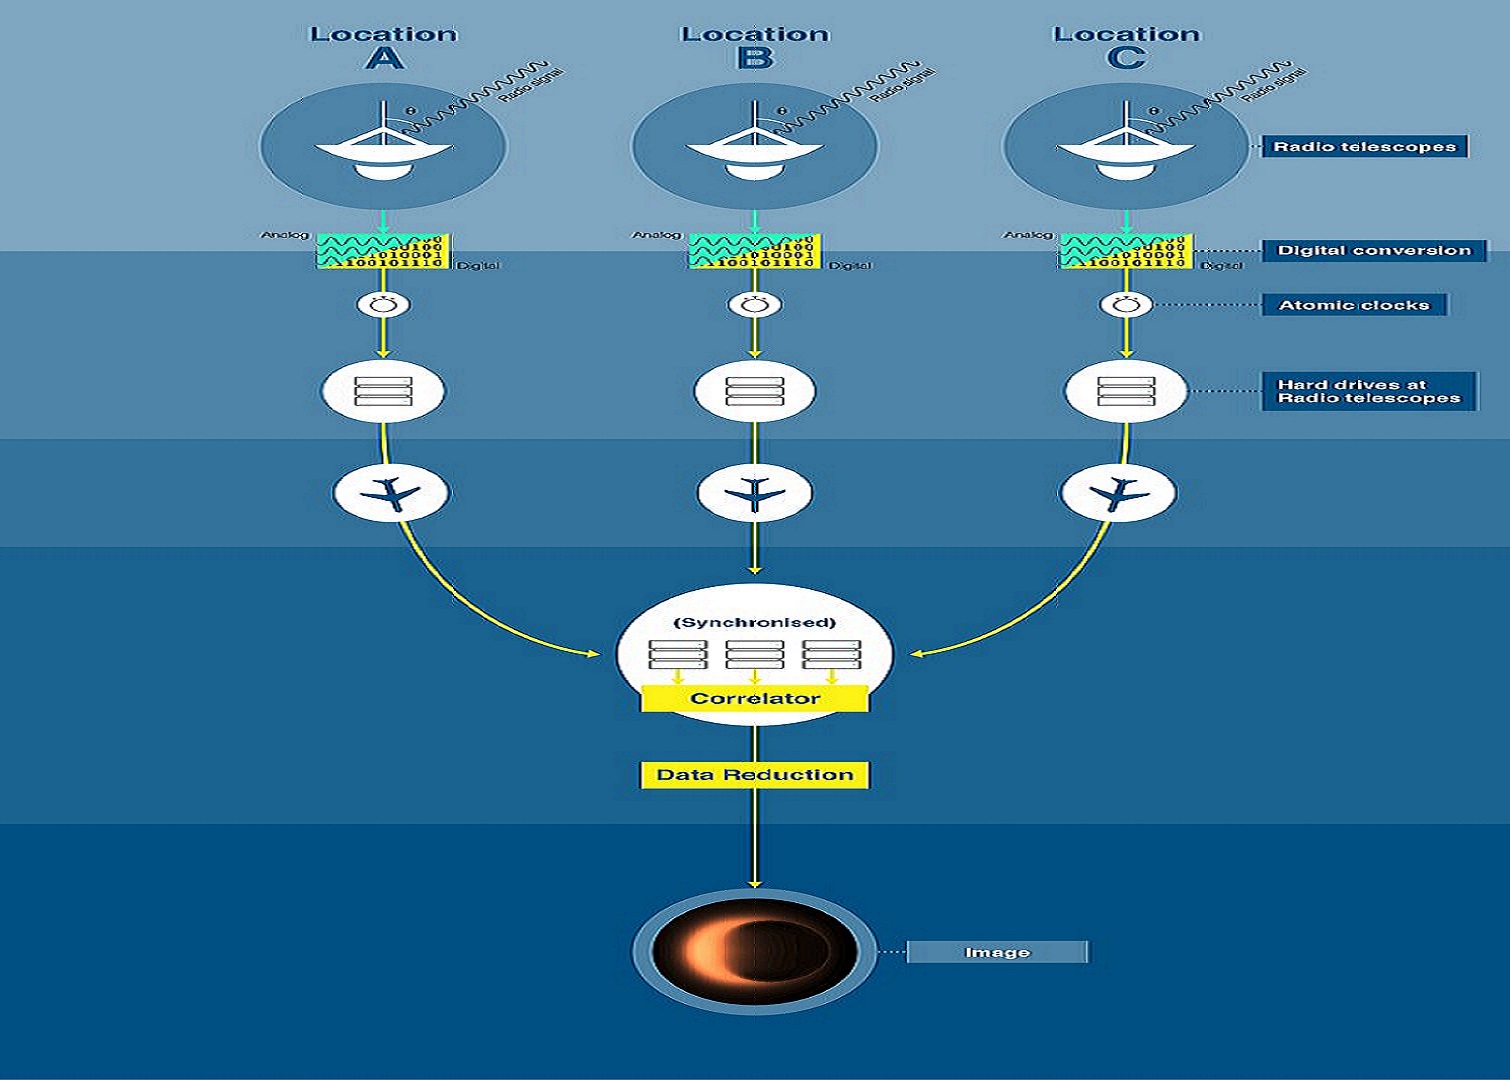 Location
A
Location
B
Location
C
Radio signal
Radio signal
Radio signal
θ
θ
θ
Radio telescopes
Analog
Digital
Analog
Digital
Analog
Digital
Digital conversion
Atomic clocks
Hard drives at
Radio telescopes
(Synchronised)
Correlator
Data Reduction
Image